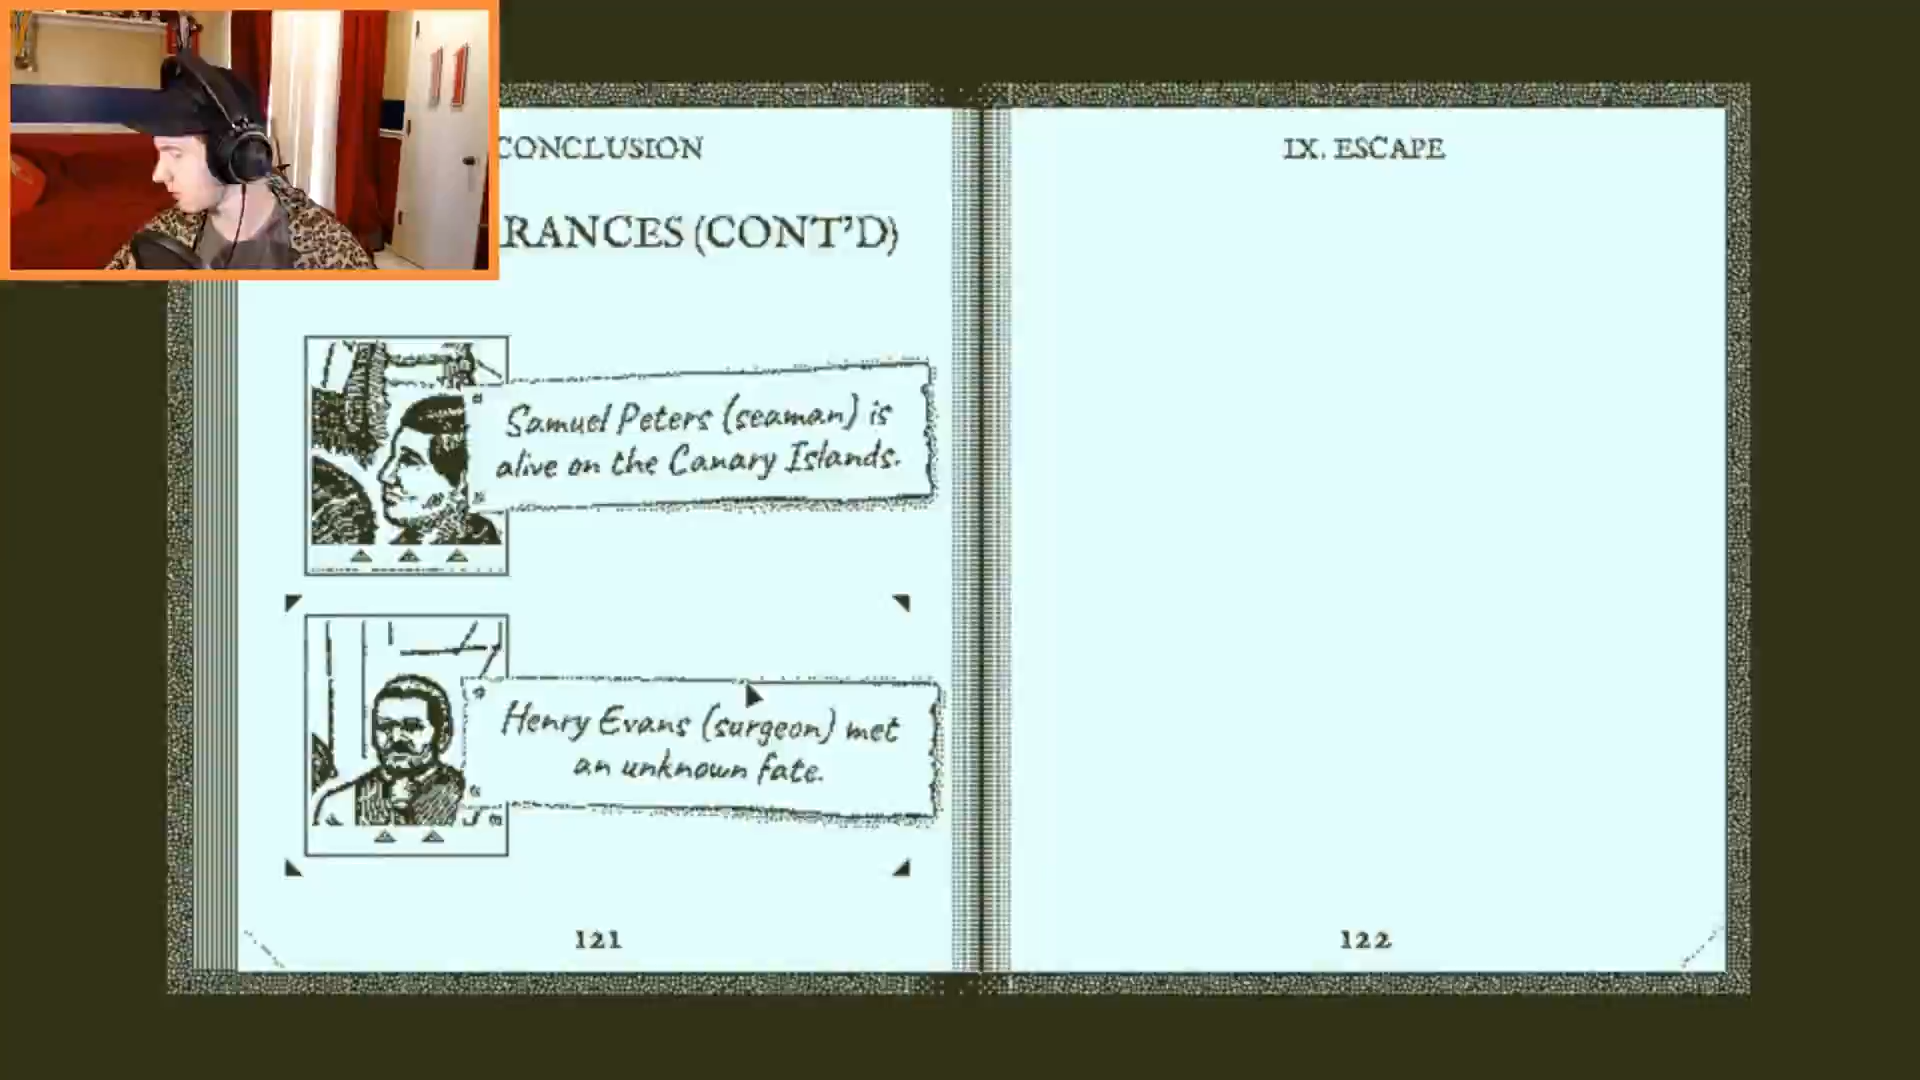 CONCLUSION
RANCES (CONT'D)
Samuel Peters (seaman) is
alive on the Canary Islands.
Henry Evans (surgeon) met
an unknown fate.
121
IX. ESCAPE
122